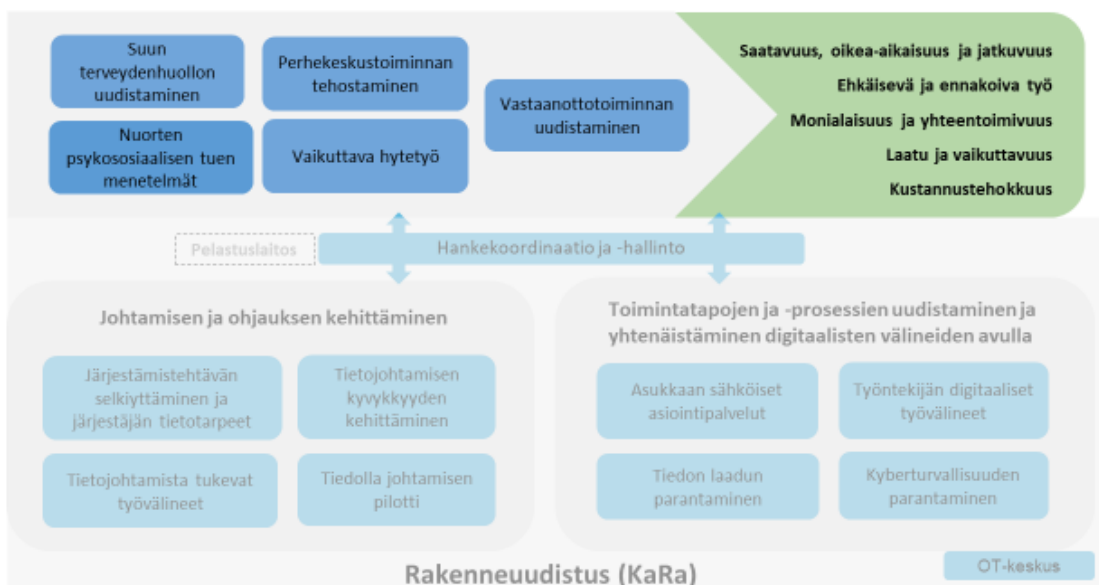 Suun
terveydenhuollon
uudistaminen
Perhekeskustoiminnan
tehostaminen
Nuorten
psykososiaalisen tuen
menetelmät
Vaikuttava hytetyö
Vastaanottotoiminnan
uudistaminen
Saatavuus, oikea-aikaisuus ja jatkuvuus
Ehkäisevä ja ennakoiva työ
Monialaisuus ja yhteentoimivuus
Laatu ja vaikuttavuus
Kustannustehokkuus
Pelastuslaitos
Hankekoordinaatio ja -hallinto
Johtamisen ja ohjauksen kehittäminen
Järjestämistehtävän
selkiyttäminen ja
järjestäjän tietotarpeet
Tietojohtamisen
kyvykkyyden
kehittäminen
Tietojohtamista tukevat
työvälineet
Tiedolla johtamisen
pilotti
Toimintatapojen ja -prosessien uudistaminen ja
yhtenäistäminen digitaalisten välineiden avulla
Asukkaan sähköiset
asiointipalvelut
Työntekijän digitaaliset
työvälineet
Tiedon laadun
parantaminen
Kyberturvallisuuden
parantaminen
Rakenneuudistus (KaRa)
OT-keskus